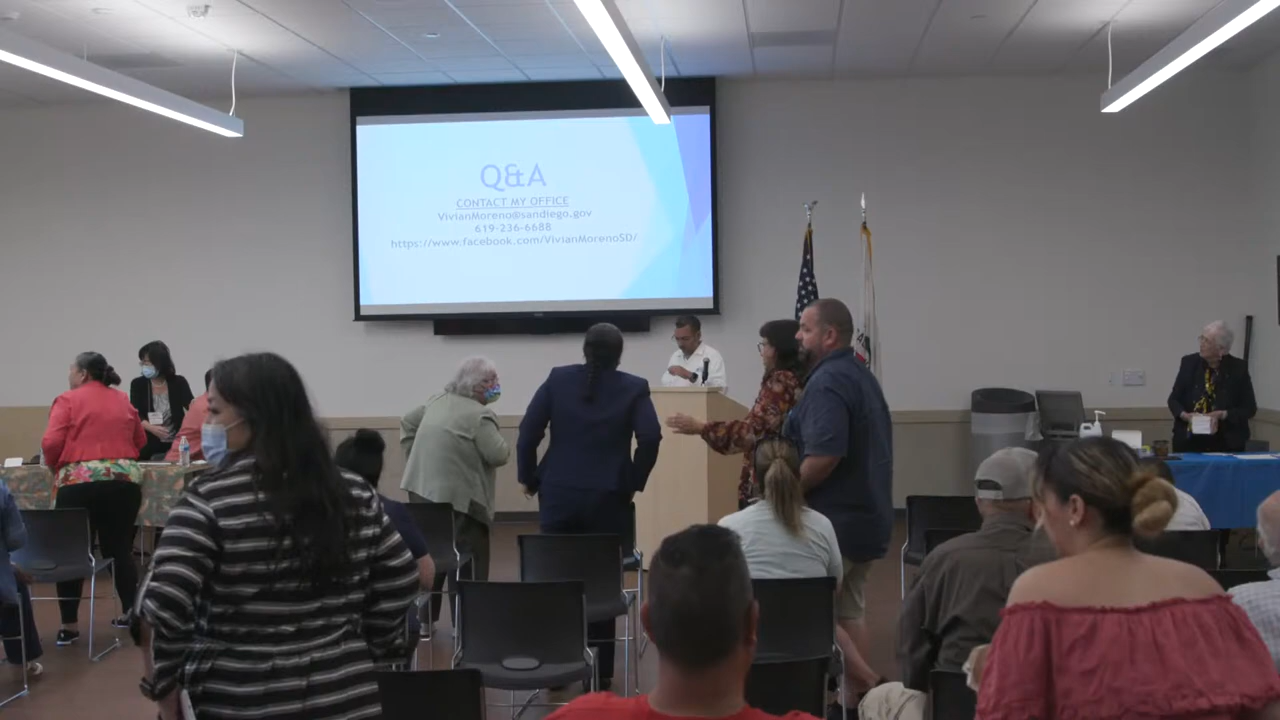 Q&A
CONTACT MY OFFICE
VivianMoreno@sandiego.gov
619-236-6688
https://www.facebook.com/VivianMorenoSD/